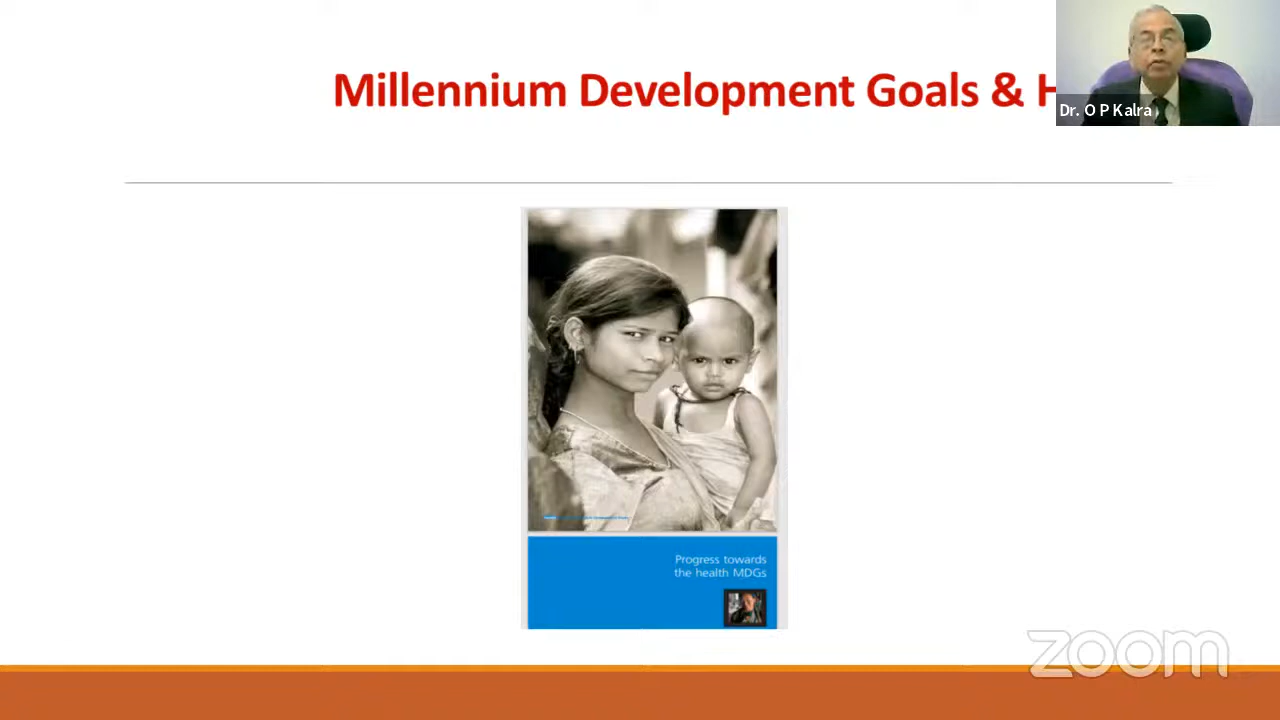 Millennium Development Goals & H
Dr. O P Kalra
Progress towards
the health MDGs
zoom